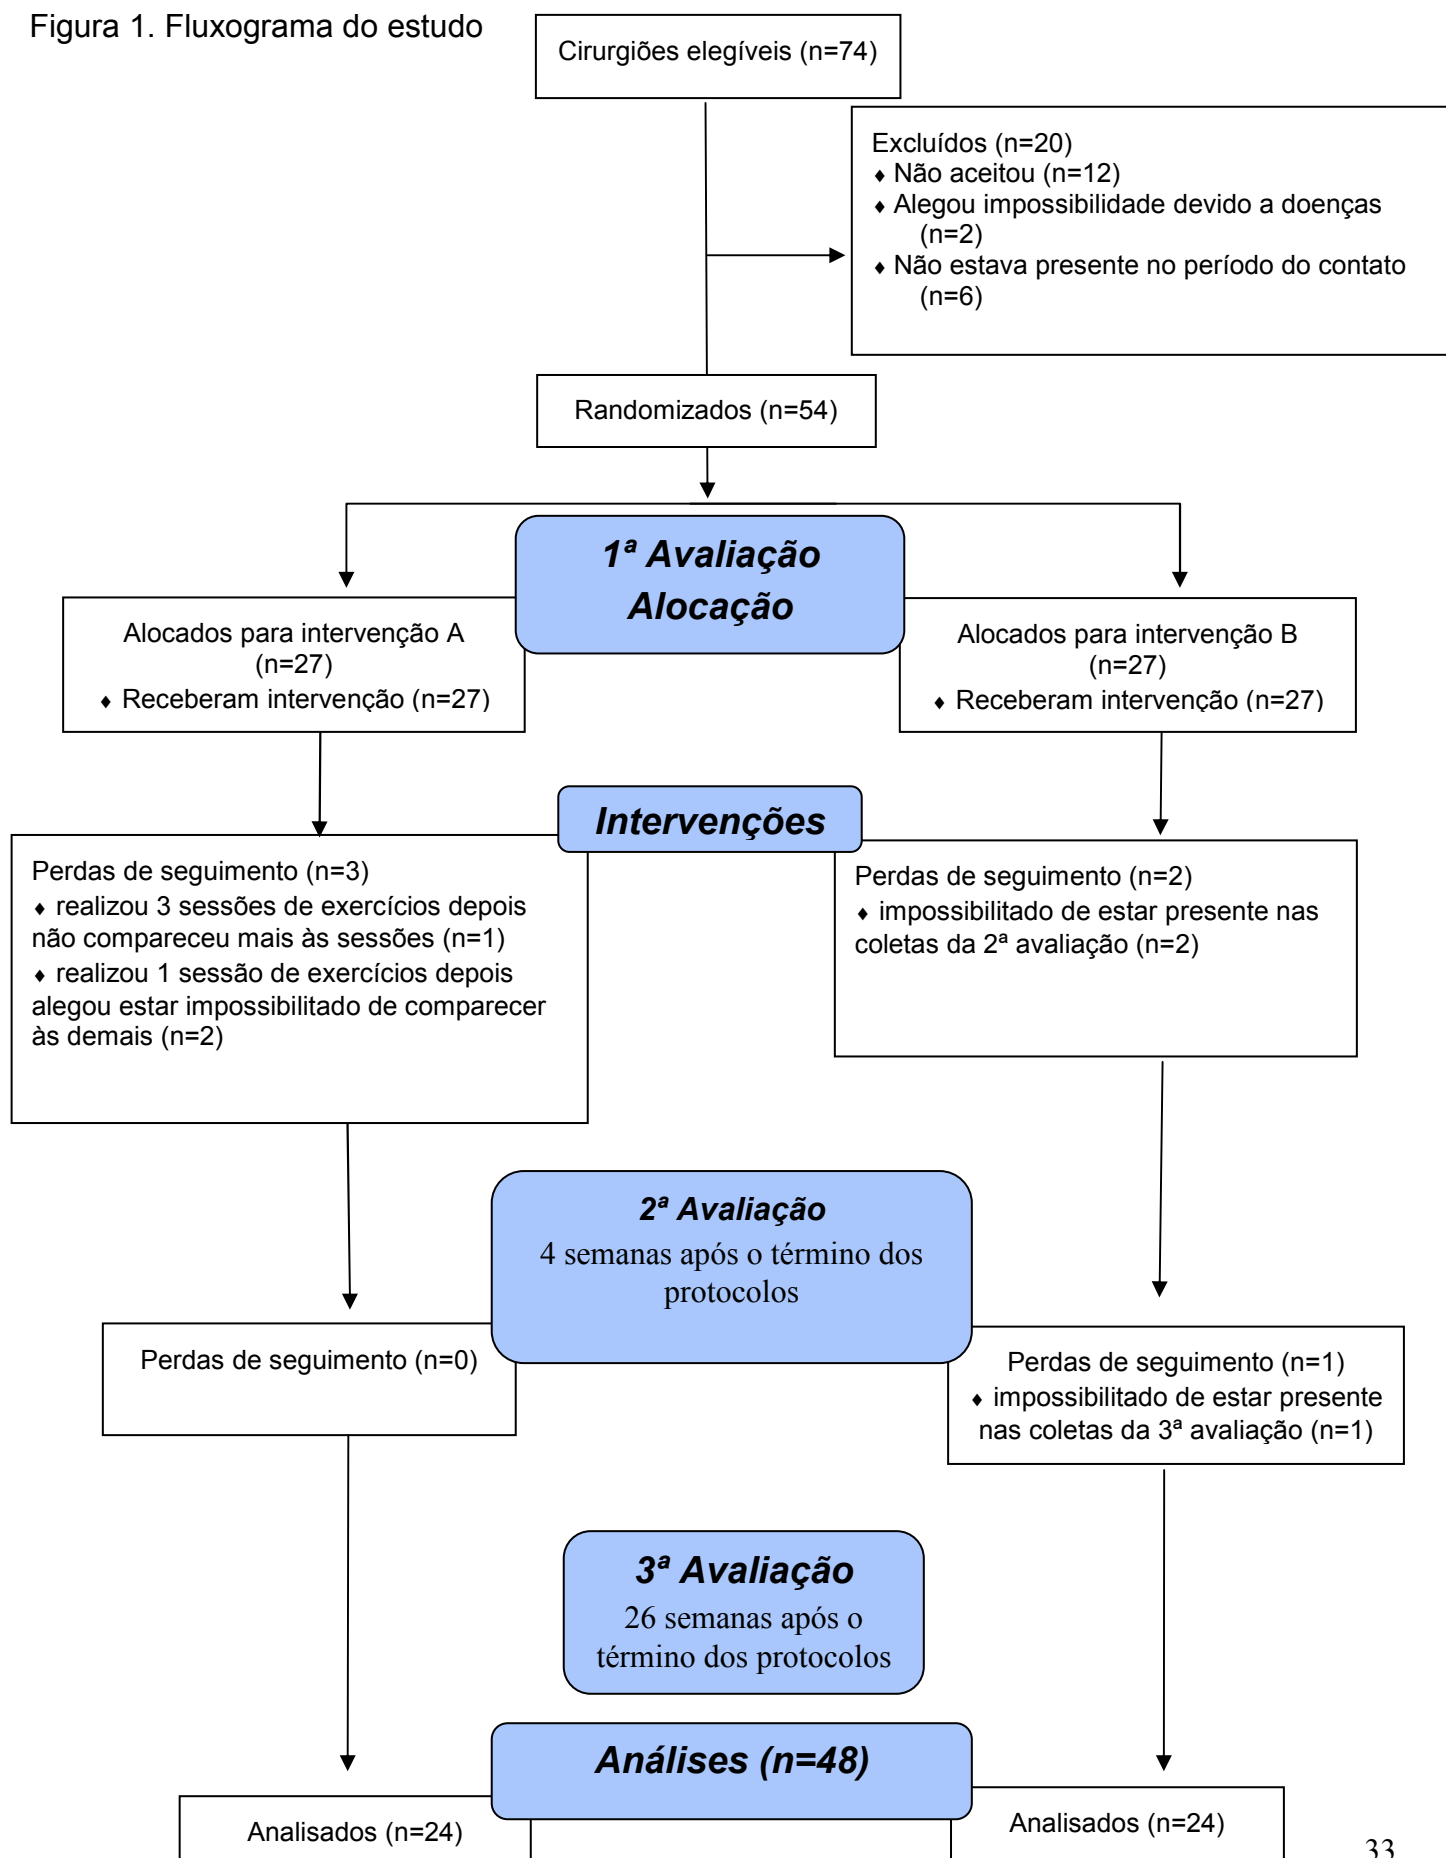 Figura 1. Fluxograma do estudo
Cirurgiões elegíveis (n=74)
Excluídos (n=20)
♦ Não aceitou (n=12)
♦ Alegou impossibilidade devido a doenças
(n=2)
♦ Não estava presente no período do contato
(n=6)
Randomizados (n=54)
1ª Avaliação
Alocação
Alocados para intervenção A
(n=27)
♦ Receberam intervenção (n=27)
Alocados para intervenção B
(n=27)
♦ Receberam intervenção (n=27)
Intervenções
Perdas de seguimento (n=3)
♦ realizou 3 sessões de exercícios depois
não compareceu mais às sessões (n=1)
♦ realizou 1 sessão de exercícios depois
alegou estar impossibilitado de comparecer
às demais (n=2)
Perdas de seguimento (n=2)
♦ impossibilitado de estar presente nas
coletas da 2ª avaliação (n=2)
2ª Avaliação
4 semanas após o término dos
protocolos
Perdas de seguimento (n=0)
Perdas de seguimento (n=1)
♦ impossibilitado de estar presente
nas coletas da 3ª avaliação (n=1)
3ª Avaliação
26 semanas após o
término dos protocolos
Análises (n=48)
Analisados (n=24)
Analisados (n=24)
33